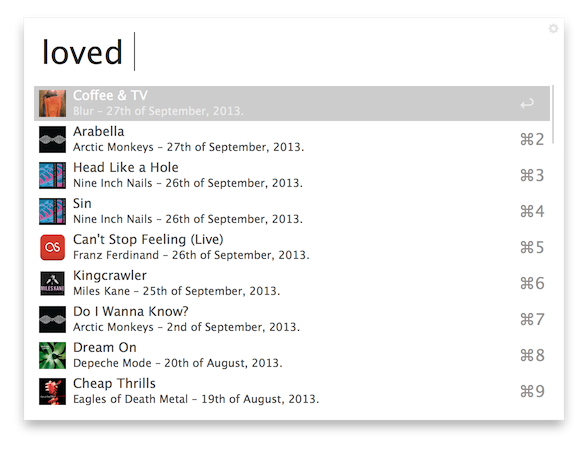 loved
Coffee & TV
Blur – 27th of September, 2013.
Arabella
Arctic Monkeys – 27th of September, 2013.
⌘2
Head Like a Hole
Nine Inch Nails – 26th of September, 2013.
⌘3
Sin
Nine Inch Nails – 26th of September, 2013.
⌘4
Can't Stop Feeling (Live)
Franz Ferdinand – 26th of September, 2013.
⌘5
Kingcrawler
Miles Kane – 25th of September, 2013.
⌘6
MILES KANE
Do I Wanna Know?
Arctic Monkeys – 2nd of September, 2013.
⌘7
Dream On
Depeche Mode – 20th of August, 2013.
⌘8
Cheap Thrills
Eagles of Death Metal – 19th of August, 2013.
⌘9